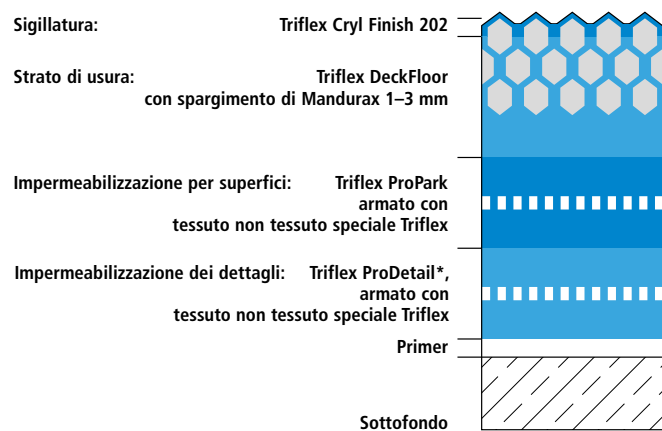 Sigillatura: Triflex Cryl Finish 202
Strato di usura: Triflex DeckFloor
con spargimento di Mandurax 1–3 mm
Impermeabilizzazione per superfici: Triflex ProPark
armato con
tessuto non tessuto speciale Triflex
Impermeabilizzazione dei dettagli: Triflex ProDetail*,
armato con
tessuto non tessuto speciale Triflex
Primer
Sottofondo